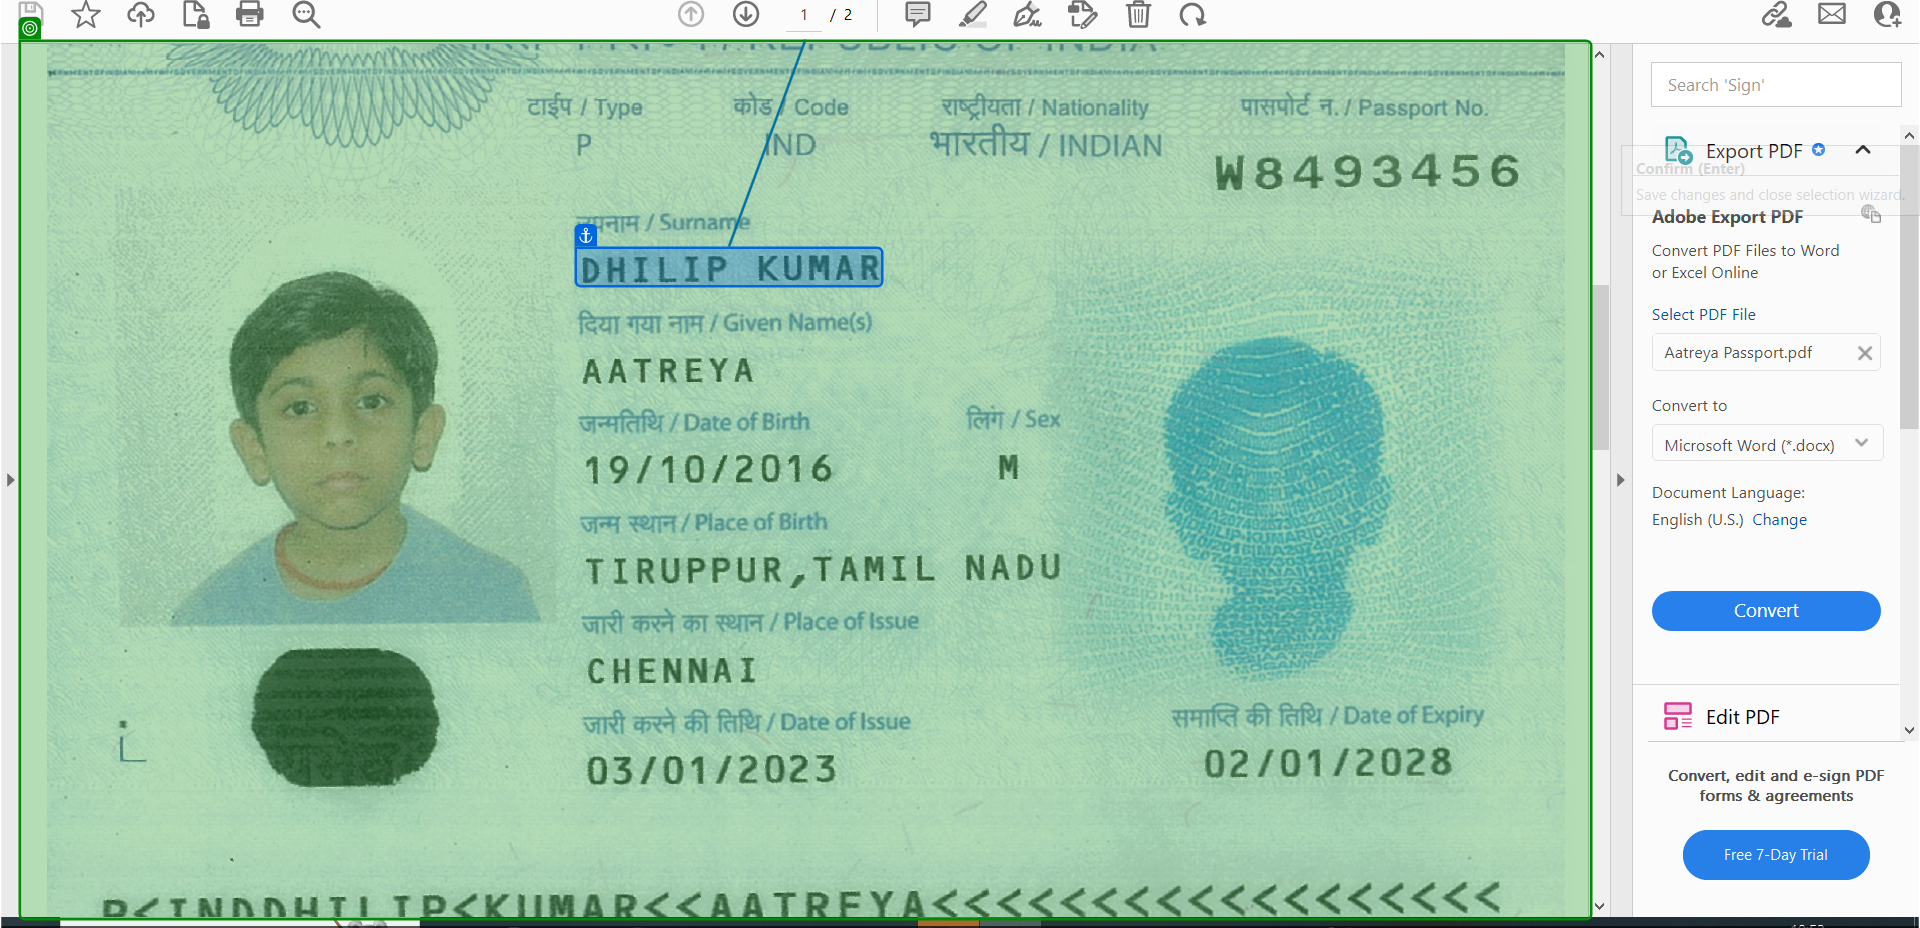 1 / 2
REPUBLIC OF INDIA
टाईप / Type
कोड / Code
राष्ट्रीयता / Nationality
पासपोर्ट न. / Passport No.
P
IND
भारतीय / INDIAN
W8493456
उपनाम / Surname
DHILIP KUMAR
दिया गया नाम / Given Name(s)
AATREYA
जन्मतिथि / Date of Birth
लिंग / Sex
19/10/2016
M
जन्म स्थान / Place of Birth
TIRUPPUR,TAMIL NADU
जारी करने का स्थान / Place of Issue
CHENNAI
जारी करने की तिथि / Date of Issue
समाप्ति की तिथि / Date of Expiry
03/01/2023
02/01/2028
P<INDDHILIP<KUMAR<<AATREYA<<<<<<<<<<<<<<<<<<
Search 'Sign'
Export PDF
Confirm (Enter)
Save changes and close selection wizard.
Adobe Export PDF
Convert PDF Files to Word
or Excel Online
Select PDF File
Aatreya Passport.pdf
Convert to
Microsoft Word (*.docx)
Document Language:
English (U.S.) Change
Convert
Edit PDF
Convert, edit and e-sign PDF
forms & agreements
Free 7-Day Trial